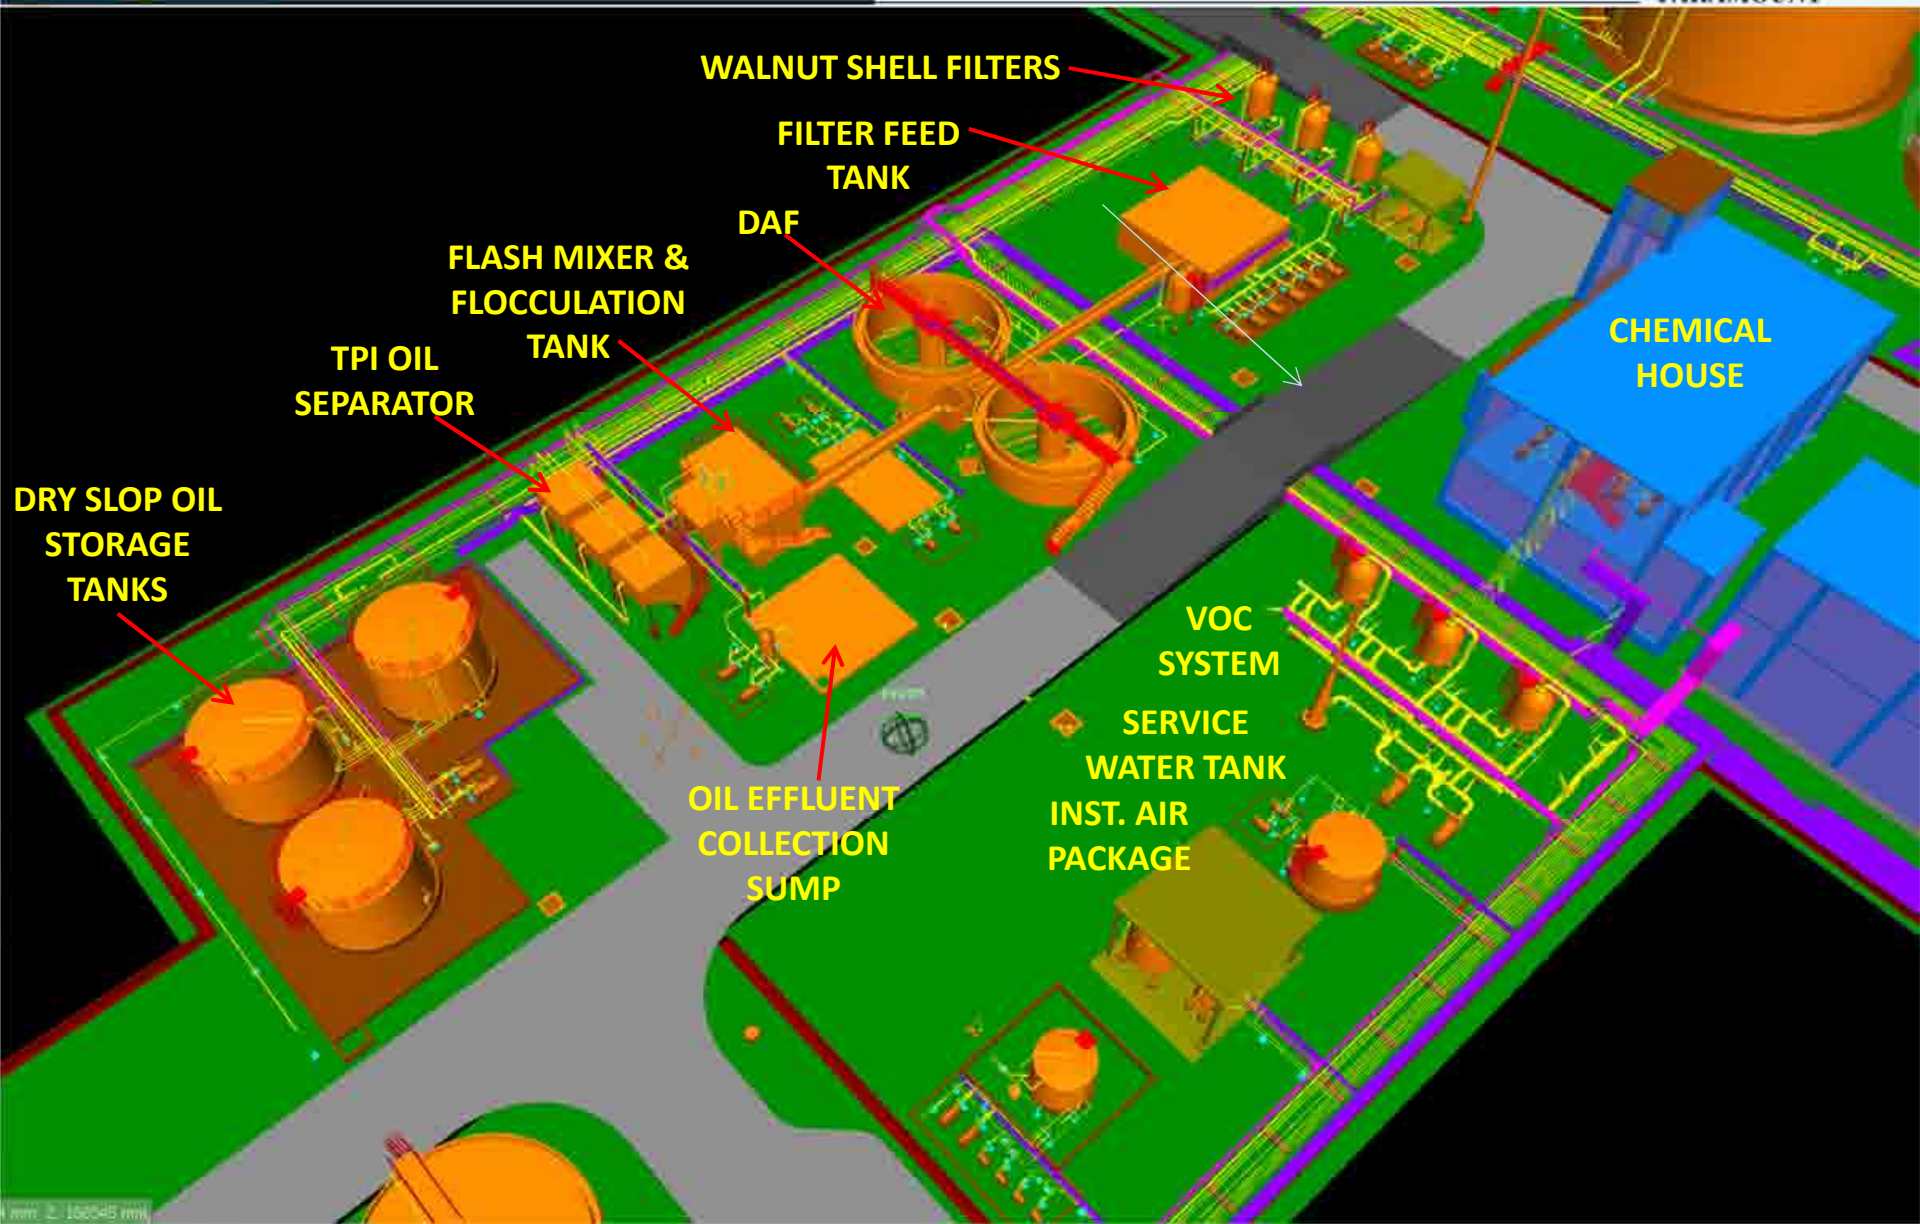 WALNUT SHELL FILTERS
FILTER FEED
TANK
DAF
FLASH MIXER &
FLOCCULATION
TANK
TPI OIL
SEPARATOR
DRY SLOP OIL
STORAGE
TANKS
CHEMICAL
HOUSE
VOC
SYSTEM
SERVICE
WATER TANK
INST. AIR
PACKAGE
OIL EFFLUENT
COLLECTION
SUMP